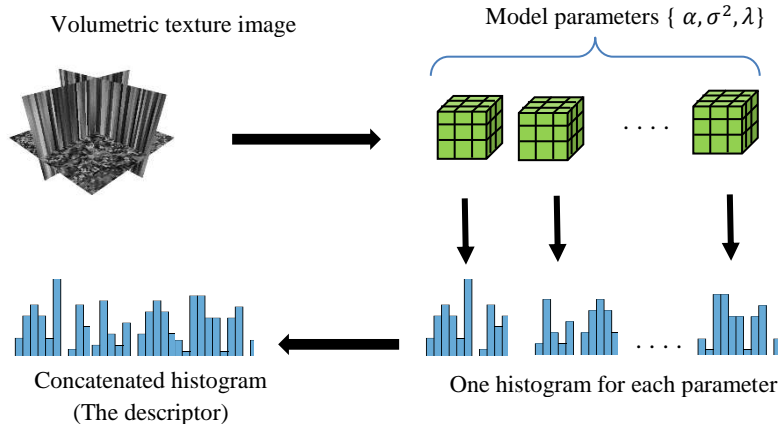 Volumetric texture image
Model parameters { 𝛼, 𝜎², 𝜆}
. . . .
. . . .
Concatenated histogram
(The descriptor)
One histogram for each parameter